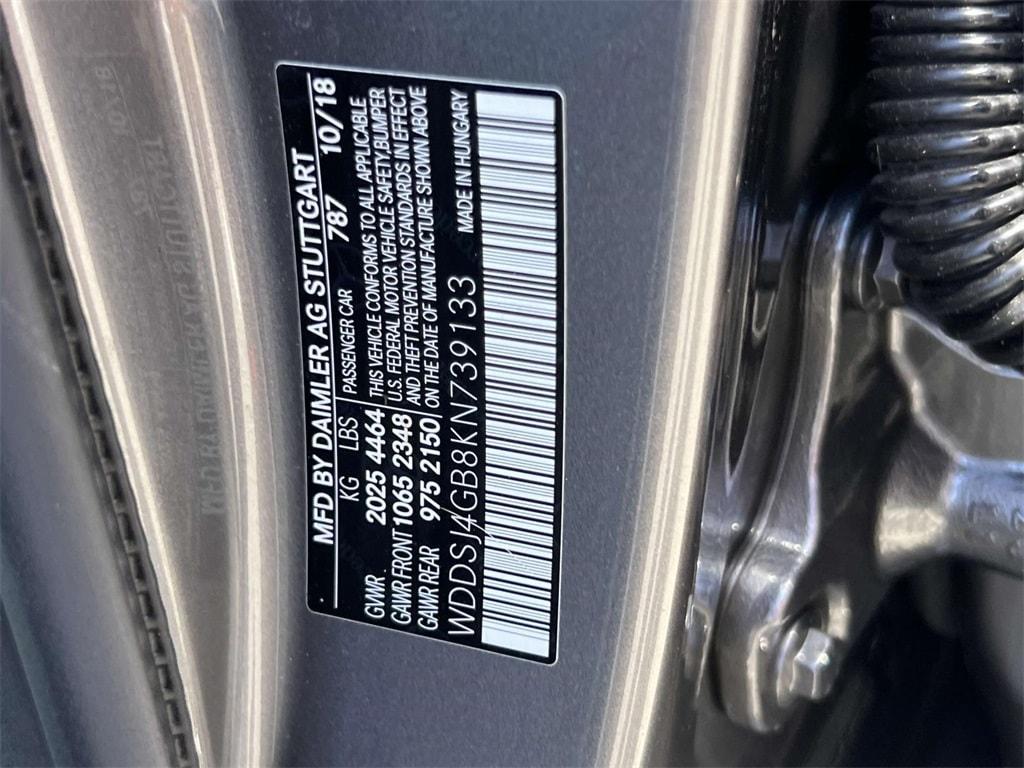 MFD BY DAIMLER AG STUTTGART
KG LBS 787 10/18
PASSENGER CAR
GVWR 2025 4464
GAWR FRONT 1065 2348
GAWR REAR 975 2150
THIS VEHICLE CONFORMS TO ALL APPLICABLE
U.S. FEDERAL MOTOR VEHICLE SAFETY,BUMPER
AND THEFT PREVENTION STANDARDS IN EFFECT
ON THE DATE OF MANUFACTURE SHOWN ABOVE
WDDSJ4GB8KN739133 MADE IN HUNGARY